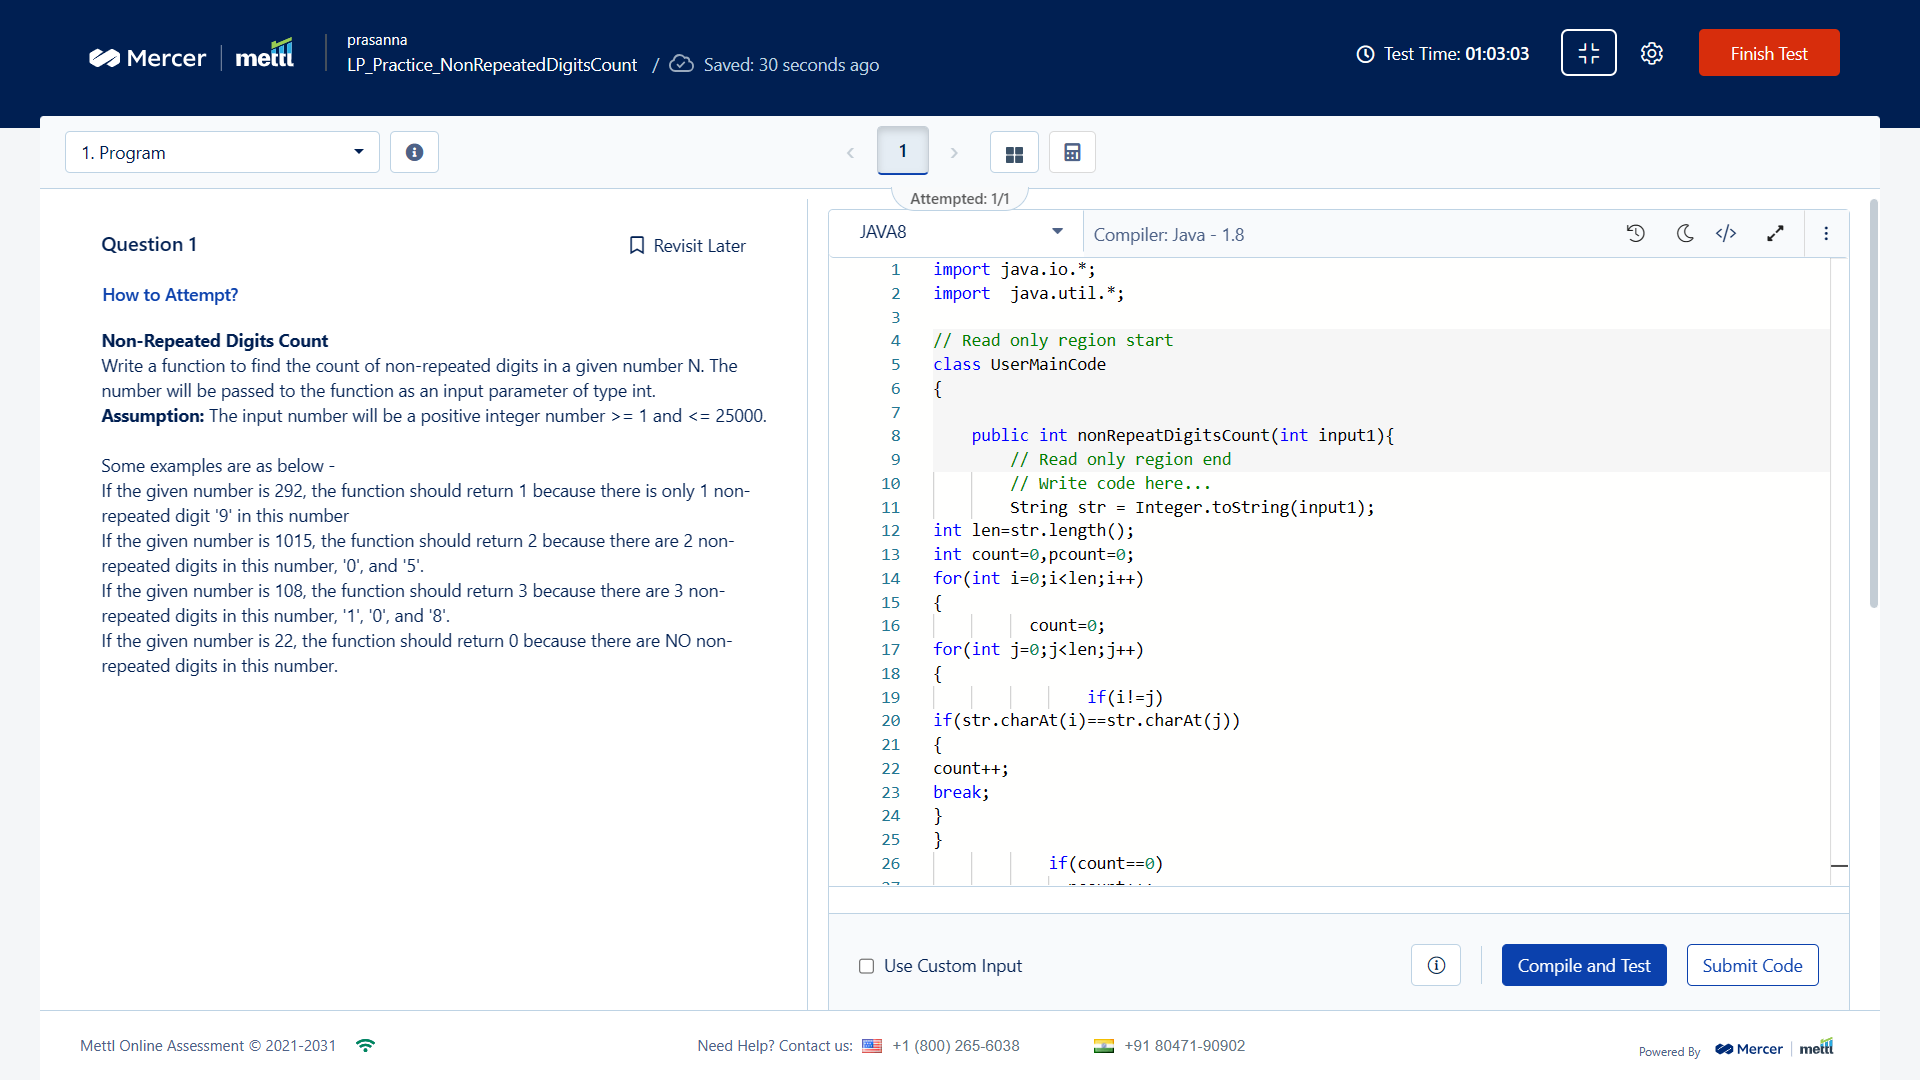 Mercer mettl
prasanna
LP_Practice_NonRepeatedDigitsCount / Saved: 30 seconds ago
Test Time: 01:03:03
Finish Test
1. Program
1
Attempted: 1/1
Question 1
Revisit Later
How to Attempt?
Non-Repeated Digits Count
Write a function to find the count of non-repeated digits in a given number N. The
number will be passed to the function as an input parameter of type int.
Assumption: The input number will be a positive integer number >= 1 and <= 25000.
Some examples are as below -
If the given number is 292, the function should return 1 because there is only 1 non-
repeated digit '9' in this number
If the given number is 1015, the function should return 2 because there are 2 non-
repeated digits in this number, '0', and '5'.
If the given number is 108, the function should return 3 because there are 3 non-
repeated digits in this number, '1', '0', and '8'.
If the given number is 22, the function should return 0 because there are NO non-
repeated digits in this number.
JAVA8
Compiler: Java - 1.8
1 import java.io.*;
2 import  java.util.*;
3
4 // Read only region start
5 class UserMainCode
6 {
7
8     public int nonRepeatDigitsCount(int input1){
9         // Read only region end
10         // Write code here...
11         String str = Integer.toString(input1);
12 int len=str.length();
13 int count=0,pcount=0;
14 for(int i=0;i<len;i++)
15 {
16           count=0;
17 for(int j=0;j<len;j++)
18 {
19                 if(i!=j)
20 if(str.charAt(i)==str.charAt(j))
21 {
22 count++;
23 break;
24 }
25 }
26             if(count==0)
Use Custom Input
Compile and Test
Submit Code
Mettl Online Assessment © 2021-2031
Need Help? Contact us: +1 (800) 265-6038
+91 80471-90902
Powered By Mercer mettl